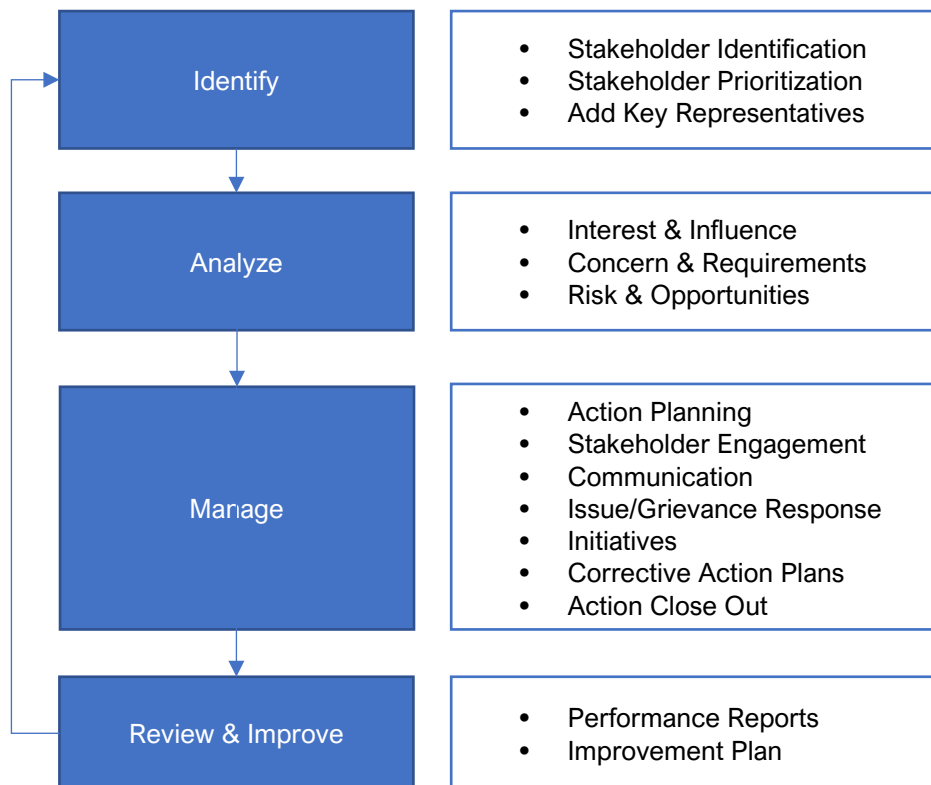 Identify
• Stakeholder Identification
• Stakeholder Prioritization
• Add Key Representatives
Analyze
• Interest & Influence
• Concern & Requirements
• Risk & Opportunities
Manage
• Action Planning
• Stakeholder Engagement
• Communication
• Issue/Grievance Response
• Initiatives
• Corrective Action Plans
• Action Close Out
Review & Improve
• Performance Reports
• Improvement Plan